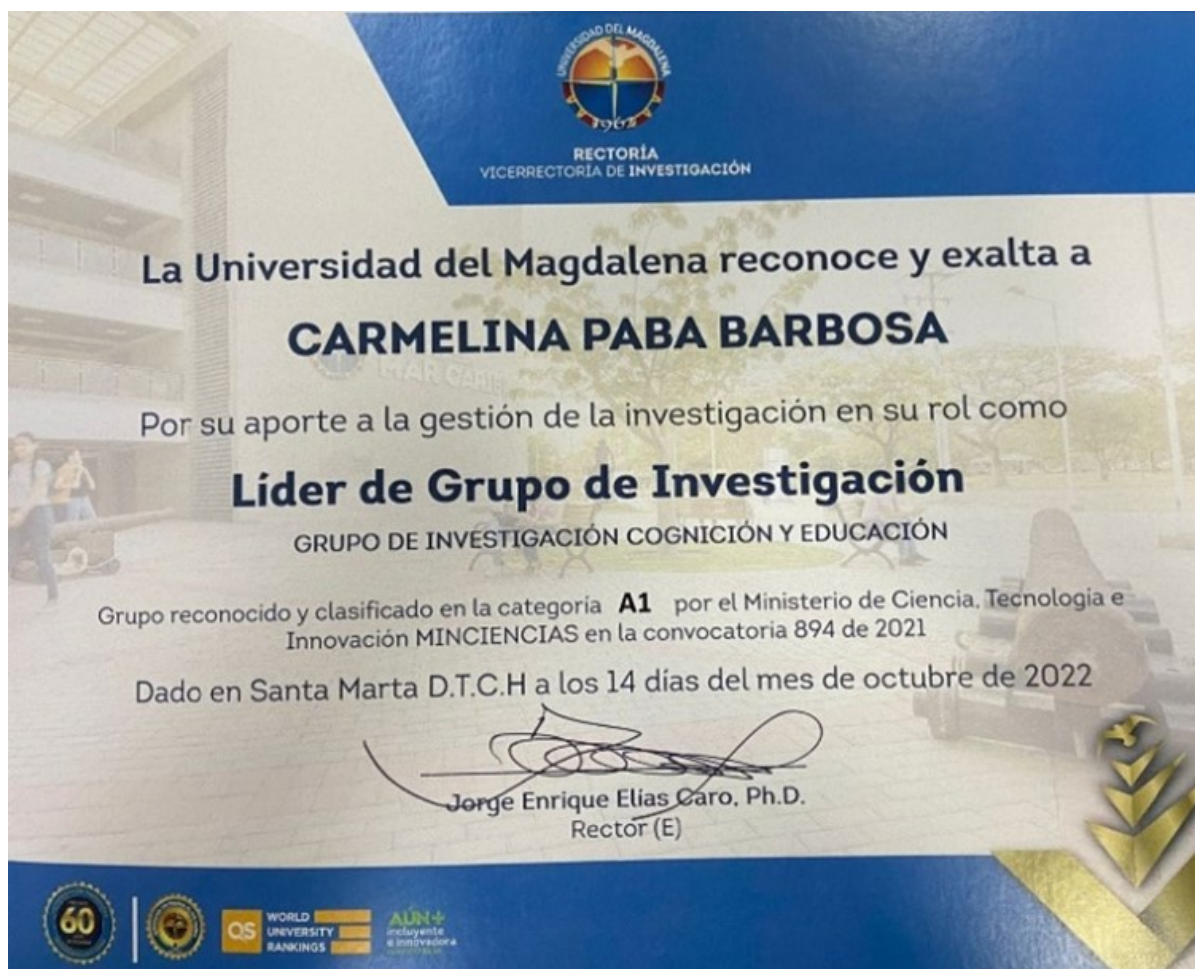 UNIVERSIDAD DEL MAGDALENA
1962
RECTORÍA
VICERRECTORÍA DE INVESTIGACIÓN
La Universidad del Magdalena reconoce y exalta a
CARMELINA PABA BARBOSA
Por su aporte a la gestión de la investigación en su rol como
Líder de Grupo de Investigación
GRUPO DE INVESTIGACIÓN COGNICIÓN Y EDUCACIÓN
Grupo reconocido y clasificado en la categoría A1 por el Ministerio de Ciencia, Tecnología e
Innovación MINCIENCIAS en la convocatoria 894 de 2021
Dado en Santa Marta D.T.C.H a los 14 días del mes de octubre de 2022
Jorge Enrique Elías Caro, Ph.D.
Rector (E)
60
QS
WORLD
UNIVERSITY
RANKINGS
AÚN+
incluyente
e innovadora